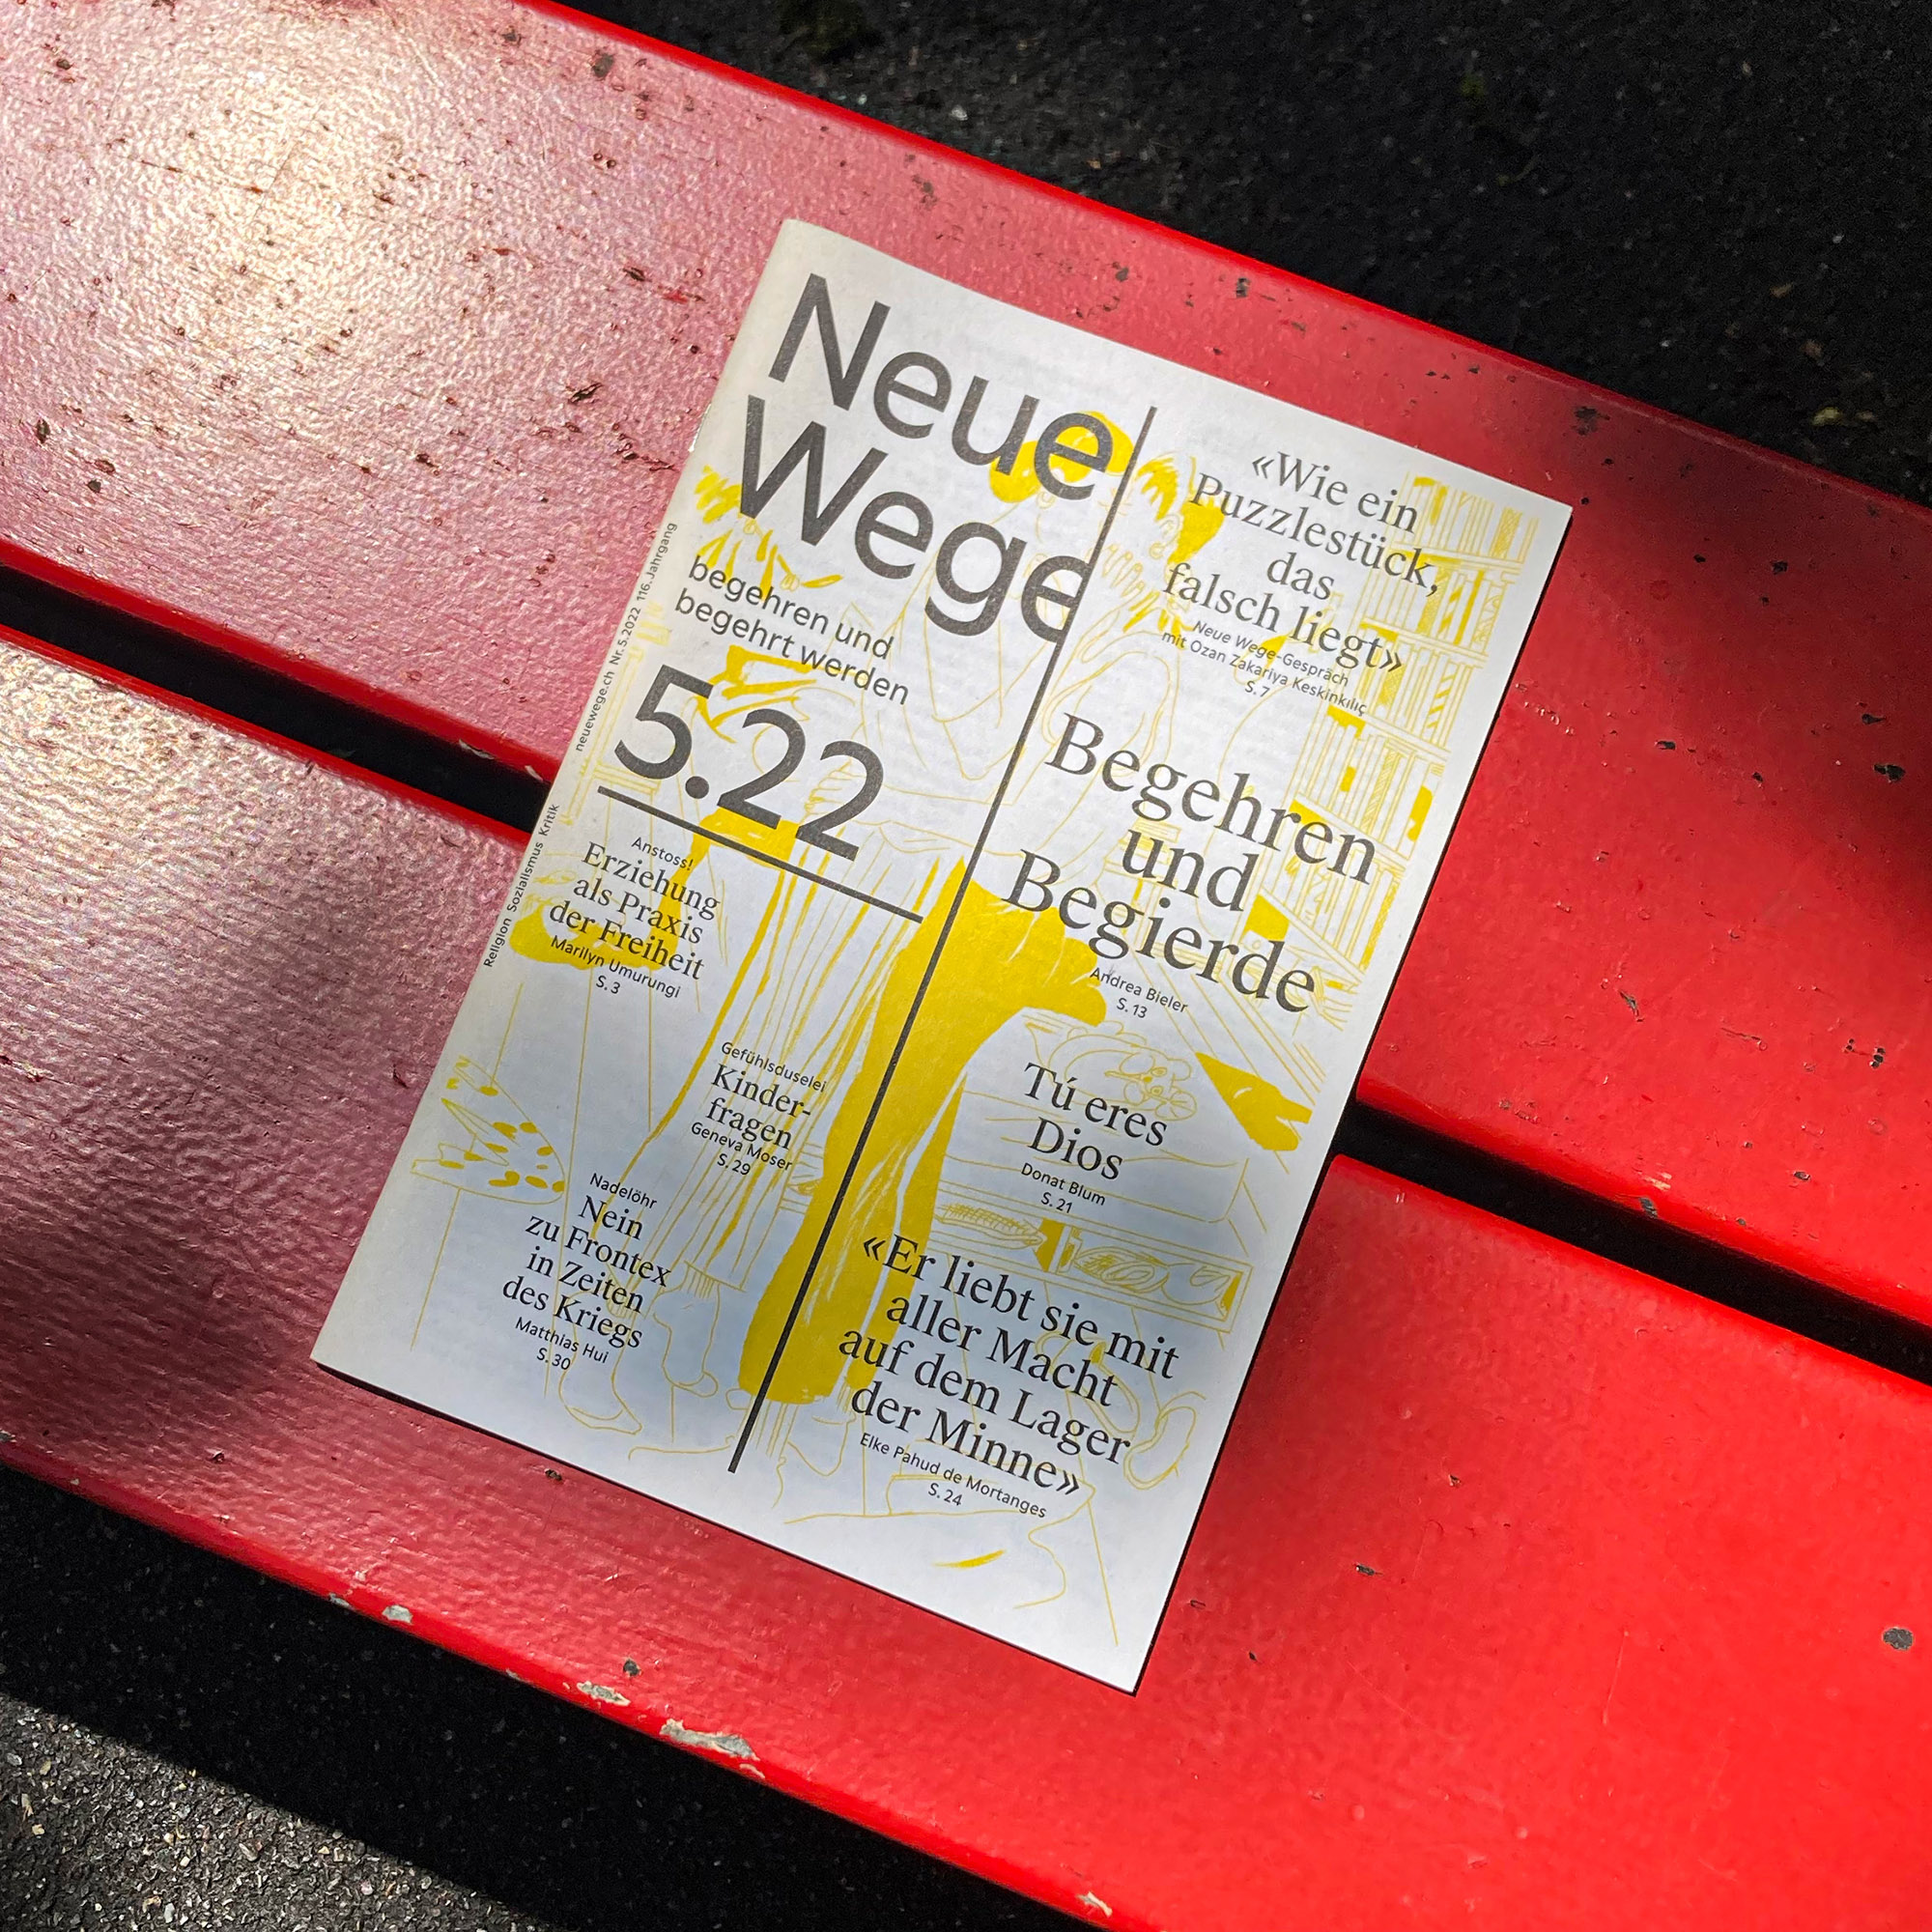 Neue
Wege
begehren und
begehrt werden
5.22
neuewege.ch Nr. 5.2022 116. Jahrgang
Religion Sozialismus Kritik
Anstoss!
Erziehung
als Praxis
der Freiheit
Marilyn Umurungi
S. 3
Gefühlsduselei
Kinder-
fragen
Geneva Moser
S. 29
Nadelöhr
Nein
zu Frontex
in Zeiten
des Kriegs
Matthias Hui
S. 30
«Wie ein
Puzzlestück,
das
falsch liegt»
Neue Wege-Gespräch
mit Ozan Zakariya Keskinkılıç
S. 7
Begehren
und
Begierde
Andrea Bieler
S. 13
Tú eres
Dios
Donat Blum
S. 21
«Er liebt sie mit
aller Macht
auf dem Lager
der Minne»
Elke Pahud de Mortanges
S. 24